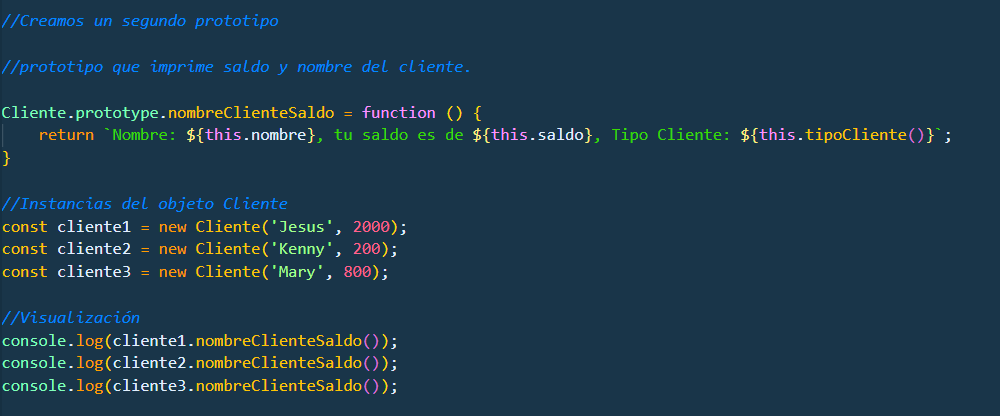 //Creamos un segundo prototipo
//prototipo que imprime saldo y nombre del cliente.
Cliente.prototype.nombreClienteSaldo = function () {
return `Nombre: ${this.nombre}, tu saldo es de ${this.saldo}, Tipo Cliente: ${this.tipoCliente()}`;
}
//Instancias del objeto Cliente
const cliente1 = new Cliente('Jesus', 2000);
const cliente2 = new Cliente('Kenny', 200);
const cliente3 = new Cliente('Mary', 800);
//Visualización
console.log(cliente1.nombreClienteSaldo());
console.log(cliente2.nombreClienteSaldo());
console.log(cliente3.nombreClienteSaldo());